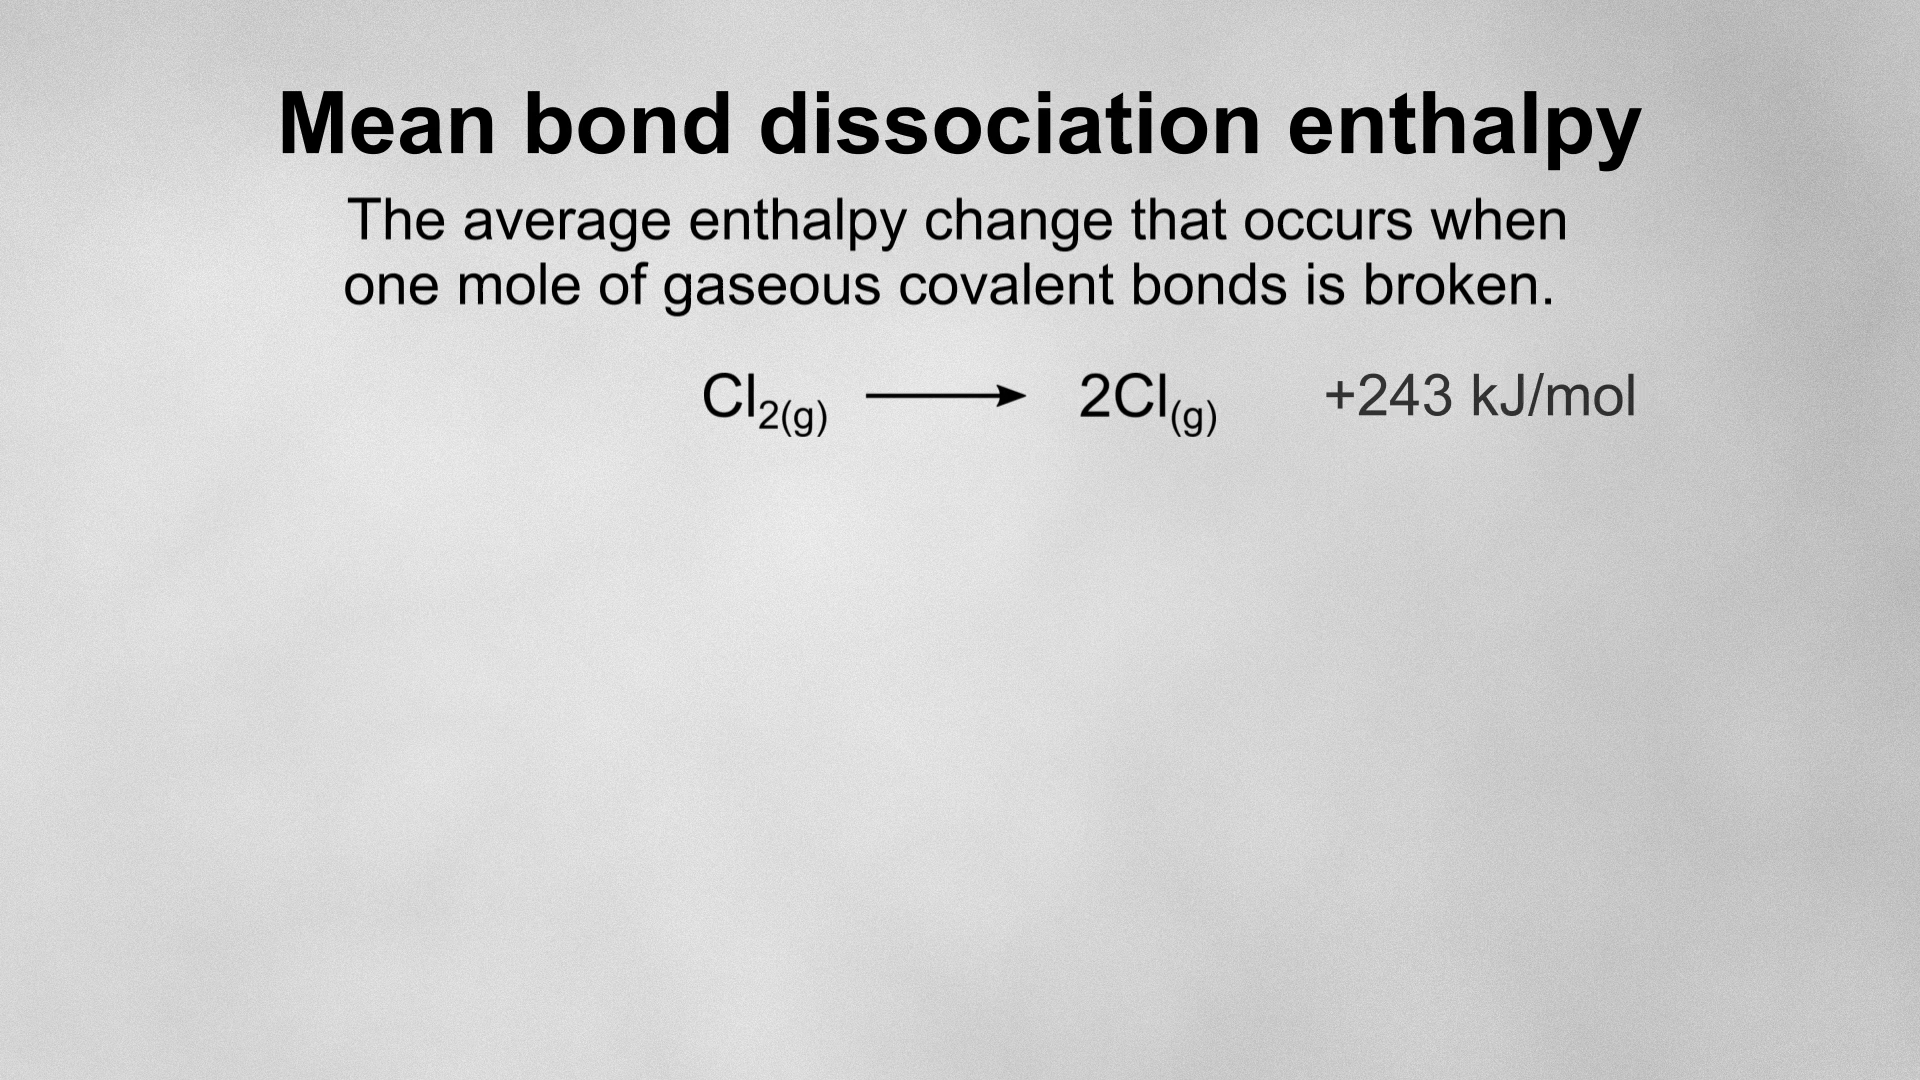 Mean bond dissociation enthalpy
The average enthalpy change that occurs when
one mole of gaseous covalent bonds is broken.
Cl₂₍g₎ ⟶ 2Cl₍g₎ +243 kJ/mol